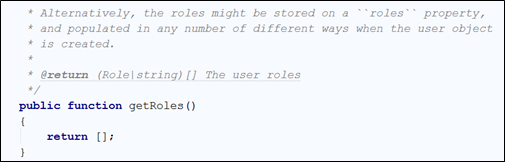 * Alternatively, the roles might be stored on a ``roles`` property,
* and populated in any number of different ways when the user object
* is created.
*
* @return (Role|string)[] The user roles
*/
public function getRoles()
{
return [];
}